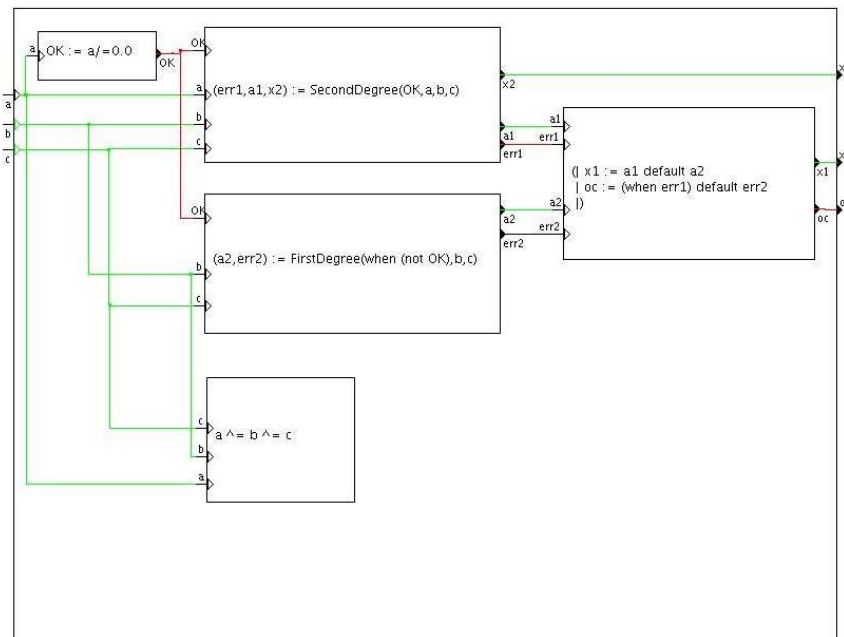 a
OK := a/=0.0
OK
OK
a
b
c
(err1,a1,x2) := SecondDegree(OK,a,b,c)
x2
a1
err1
a
b
c
a1
err1
(| x1 := a1 default a2
| oc := (when err1) default err2
|)
a2
err2
x1
oc
x
x
OK
b
c
(a2,err2) := FirstDegree(when (not OK),b,c)
a2
err2
c
b
a
a ^= b ^= c